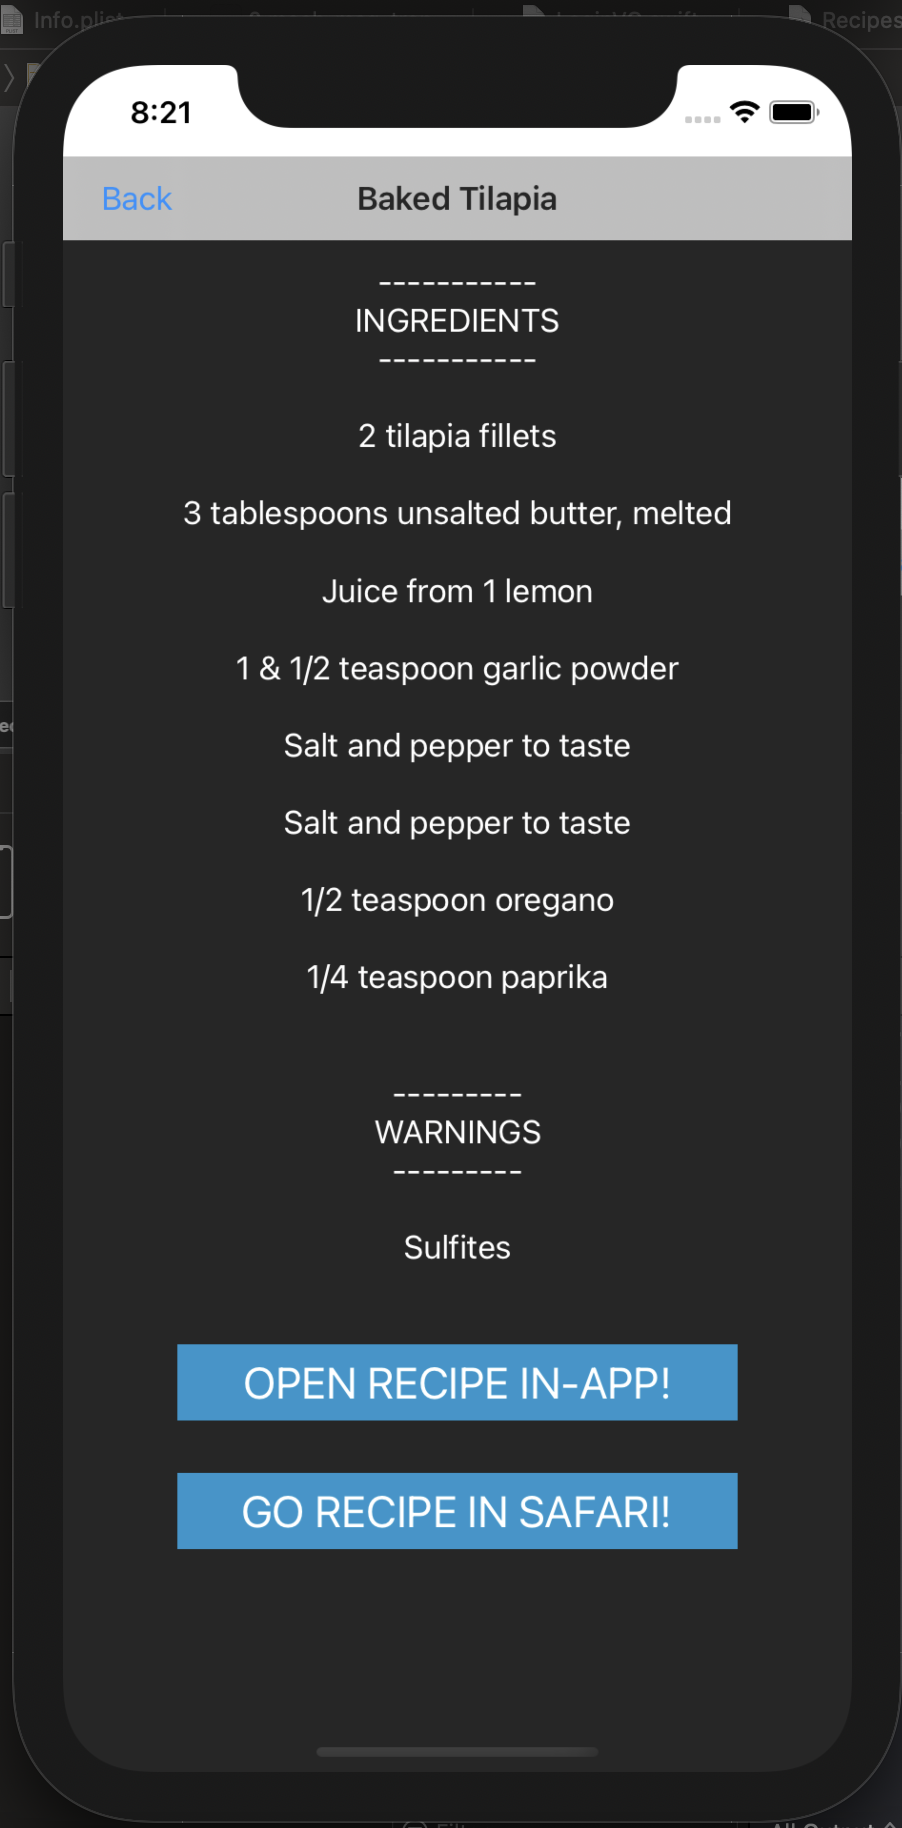 Info.plist
Recipes
8:21
Back
Baked Tilapia
-----------
INGREDIENTS
-----------
2 tilapia fillets
3 tablespoons unsalted butter, melted
Juice from 1 lemon
1 & 1/2 teaspoon garlic powder
Salt and pepper to taste
Salt and pepper to taste
1/2 teaspoon oregano
1/4 teaspoon paprika
---------
WARNINGS
---------
Sulfites
OPEN RECIPE IN-APP!
GO RECIPE IN SAFARI!